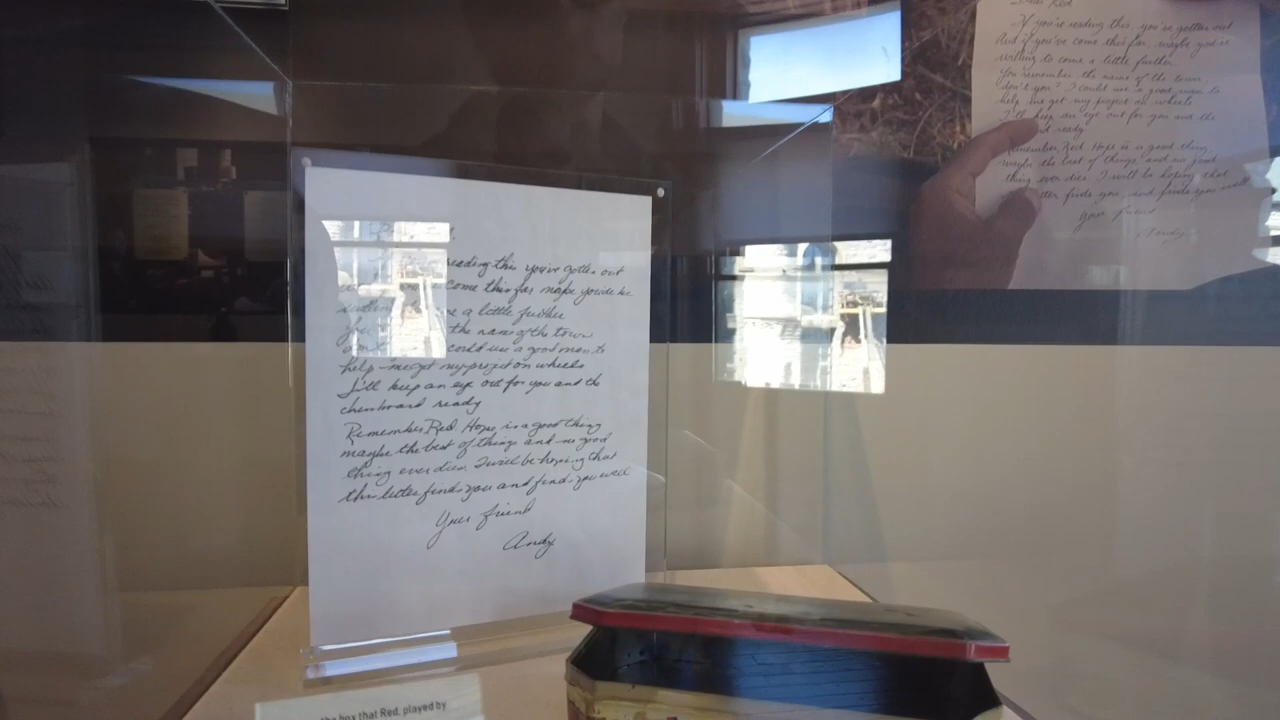 reading this you've gotten out
come this far maybe you'de be
a little further
the name of the town
could use a good man to
help me get my project on wheels
I'll keep an eye out for you and the
chessboard ready
Remember Red. Hope is a good thing
maybe the best of things and no good
thing ever dies. I will be hoping that
this letter finds you and finds you well
Your friend
Andy
Dear Red
If you're reading this, you've gotten out
And if you've come this far, maybe you're
willing to come a little further.
You remember the name of the town,
don't you? I could use a good man to
help me get my project on wheels
I'll keep an eye out for you and the
ready
Remember, Red. Hope is a good thing,
maybe the best of things, and no good
thing ever dies. I will be hoping that
finds you, and finds you well
Your friend
Andy
the box that Red, played by